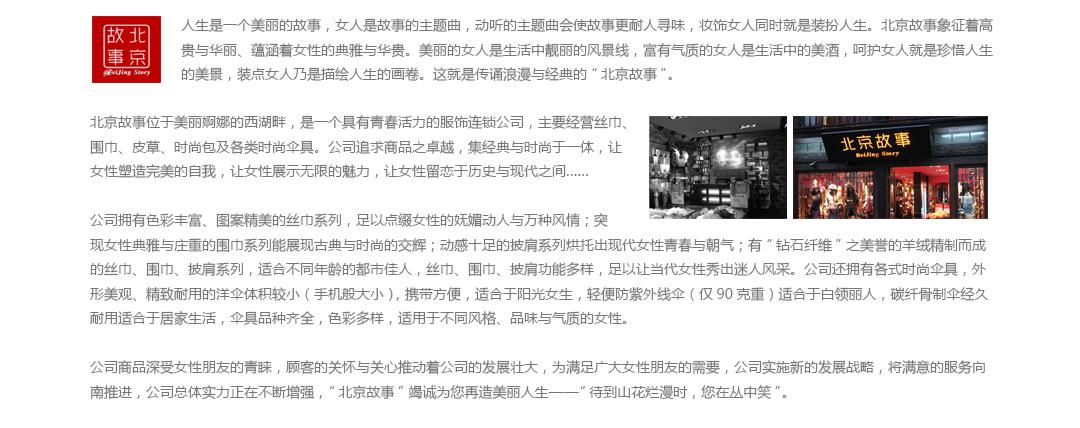 故 北
事 京
BeiJing Story
人生是一个美丽的故事，女人是故事的主题曲，动听的主题曲会使故事更耐人寻味，妆饰女人同时就是装扮人生。北京故事象征着高
贵与华丽、蕴涵着女性的典雅与华贵。美丽的女人是生活中靓丽的风景线，富有气质的女人是生活中的美酒，呵护女人就是珍惜人生
的美景，装点女人乃是描绘人生的画卷。这就是传诵浪漫与经典的“北京故事”。
北京故事位于美丽婀娜的西湖畔，是一个具有青春活力的服饰连锁公司，主要经营丝巾、
围巾、皮草、时尚包及各类时尚伞具。公司追求商品之卓越，集经典与时尚于一体，让
女性塑造完美的自我，让女性展示无限的魅力，让女性留恋于历史与现代之间......
北京故事
BeiJing Story
公司拥有色彩丰富、图案精美的丝巾系列，足以点缀女性的妩媚动人与万种风情；突
现女性典雅与庄重的围巾系列能展现古典与时尚的交辉；动感十足的披肩系列烘托出现代女性青春与朝气；有“钻石纤维”之美誉的羊绒精制而成
的丝巾、围巾、披肩系列，适合不同年龄的都市佳人，丝巾、围巾、披肩功能多样，足以让当代女性秀出迷人风采。公司还拥有各式时尚伞具，外
形美观、精致耐用的洋伞体积较小（手机般大小），携带方便，适合于阳光女生，轻便防紫外线伞（仅90克重）适合于白领丽人，碳纤骨制伞经久
耐用适合于居家生活，伞具品种齐全，色彩多样，适用于不同风格、品味与气质的女性。
公司商品深受女性朋友的青睐，顾客的关怀与关心推动着公司的发展壮大，为满足广大女性朋友的需要，公司实施新的发展战略，将满意的服务向
南推进，公司总体实力正在不断增强，“北京故事”竭诚为您再造美丽人生——“待到山花烂漫时，您在丛中笑”。